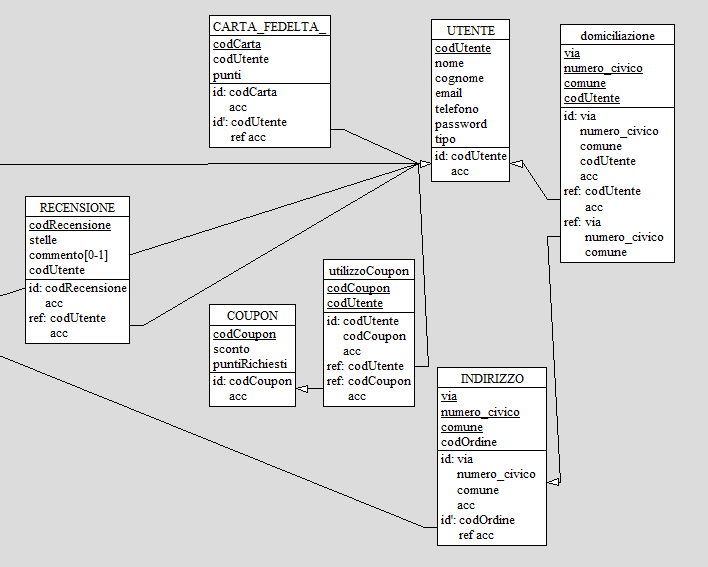 CARTA_FEDELTA_
codCarta
codUtente
punti
id: codCarta
acc
id': codUtente
ref acc
UTENTE
codUtente
nome
cognome
email
telefono
password
tipo
id: codUtente
acc
domiciliazione
via
numero_civico
comune
codUtente
id: via
numero_civico
comune
codUtente
acc
ref: codUtente
acc
ref: via
numero_civico
comune
RECENSIONE
codRecensione
stelle
commento[0-1]
codUtente
id: codRecensione
acc
ref: codUtente
acc
utilizzoCoupon
codCoupon
codUtente
id: codUtente
codCoupon
acc
ref: codUtente
ref: codCoupon
acc
COUPON
codCoupon
sconto
puntiRichiesti
id: codCoupon
acc
INDIRIZZO
via
numero_civico
comune
codOrdine
id: via
numero_civico
comune
acc
id': codOrdine
ref acc